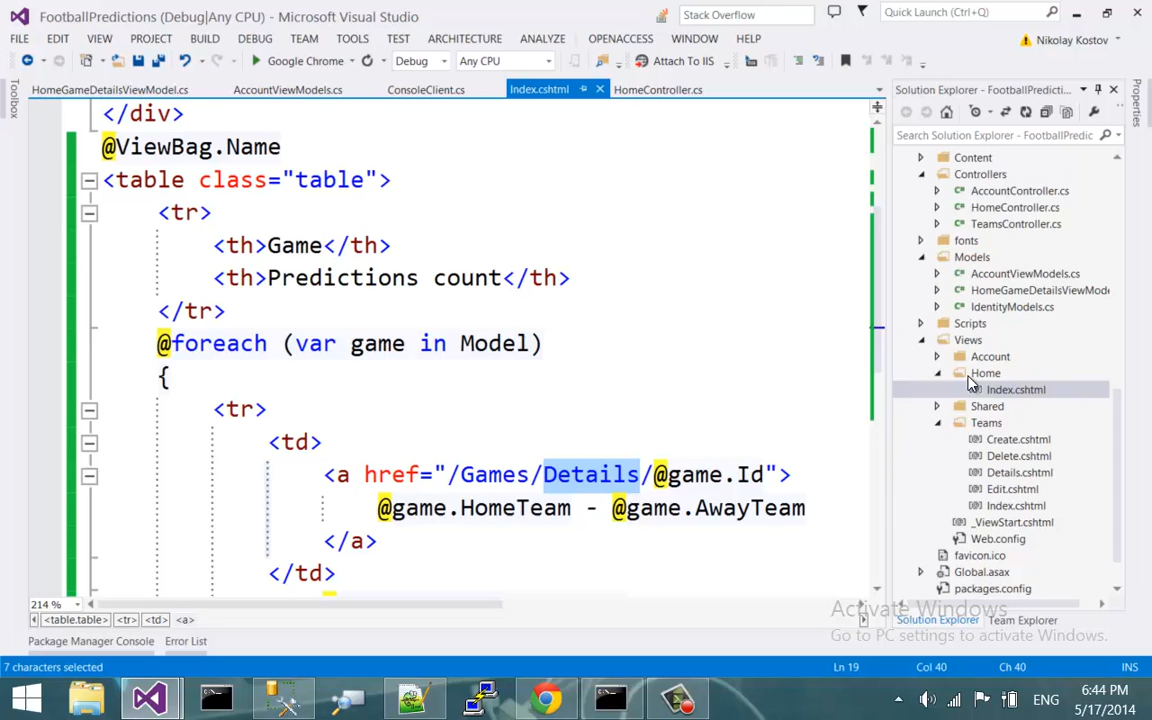 FootballPredictions (Debug|Any CPU) - Microsoft Visual Studio
Stack Overflow
Quick Launch (Ctrl+Q)
FILE EDIT VIEW PROJECT BUILD DEBUG TEAM TOOLS TEST ARCHITECTURE ANALYZE OPENACCESS WINDOW HELP
Nikolay Kostov
Google Chrome
Debug
Any CPU
Attach To IIS
Toolbox
HomeGameDetailsViewModel.cs
AccountViewModels.cs
ConsoleClient.cs
Index.cshtml
HomeController.cs
</div>
@ViewBag.Name
<table class="table">
<tr>
<th>Game</th>
<th>Predictions count</th>
</tr>
@foreach (var game in Model)
{
<tr>
<td>
<a href="/Games/Details/@game.Id">
@game.HomeTeam - @game.AwayTeam
</a>
</td>
214 %
<table.table> <tr> <td> <a>
Package Manager Console
Error List
Solution Explorer - FootballPredicti...
Search Solution Explorer - FootballPredic
Content
Controllers
AccountController.cs
HomeController.cs
TeamsController.cs
fonts
Models
AccountViewModels.cs
HomeGameDetailsViewMode
IdentityModels.cs
Scripts
Views
Account
Home
Index.cshtml
Shared
Teams
Create.cshtml
Delete.cshtml
Details.cshtml
Edit.cshtml
Index.cshtml
_ViewStart.cshtml
Web.config
favicon.ico
Global.asax
packages.config
Solution Explorer
Team Explorer
Properties
Activate Windows
Go to PC settings to activate Windows.
7 characters selected
Ln 19
Col 40
Ch 40
INS
ENG
6:44 PM
5/17/2014